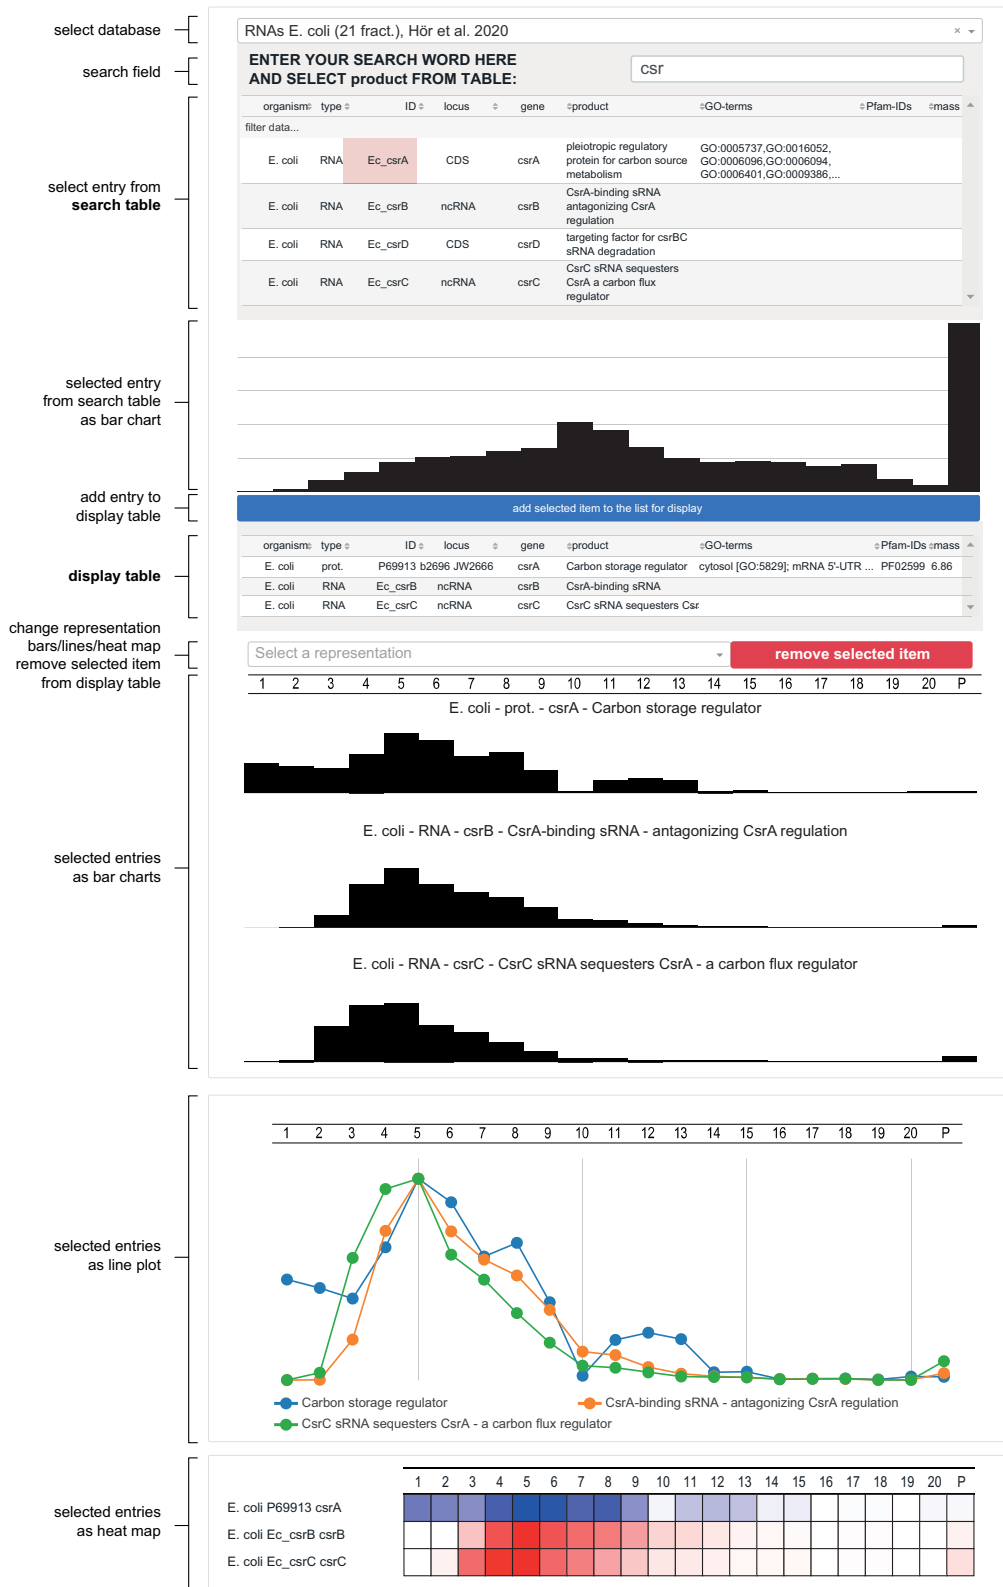 select database
RNAs E. coli (21 fract.), Hör et al. 2020
×
search field
ENTER YOUR SEARCH WORD HERE
AND SELECT product FROM TABLE:
csr
organism type ID locus gene product GO-terms Pfam-IDs mass
filter data...
select entry from
search table
E. coli RNA Ec_csrA CDS csrA
pleiotropic regulatory
protein for carbon source
metabolism
GO:0005737,GO:0016052,
GO:0006096,GO:0006094,
GO:0006401,GO:0009386,...
E. coli RNA Ec_csrB ncRNA csrB
CsrA-binding sRNA
antagonizing CsrA
regulation
E. coli RNA Ec_csrD CDS csrD
targeting factor for csrBC
sRNA degradation
E. coli RNA Ec_csrC ncRNA csrC
CsrC sRNA sequesters
CsrA a carbon flux
regulator
selected entry
from search table
as bar chart
add entry to
display table
add selected item to the list for display
display table
organism type ID locus gene product GO-terms Pfam-IDs mass
E. coli prot. P69913 b2696 JW2666 csrA Carbon storage regulator cytosol [GO:5829]; mRNA 5'-UTR ... PF02599 6.86
E. coli RNA Ec_csrB ncRNA csrB CsrA-binding sRNA
E. coli RNA Ec_csrC ncRNA csrC CsrC sRNA sequesters Csr
change representation
bars/lines/heat map
remove selected item
from display table
Select a representation
remove selected item
1 2 3 4 5 6 7 8 9 10 11 12 13 14 15 16 17 18 19 20 P
E. coli - prot. - csrA - Carbon storage regulator
E. coli - RNA - csrB - CsrA-binding sRNA - antagonizing CsrA regulation
selected entries
as bar charts
E. coli - RNA - csrC - CsrC sRNA sequesters CsrA - a carbon flux regulator
1 2 3 4 5 6 7 8 9 10 11 12 13 14 15 16 17 18 19 20 P
selected entries
as line plot
Carbon storage regulator
CsrA-binding sRNA - antagonizing CsrA regulation
CsrC sRNA sequesters CsrA - a carbon flux regulator
1 2 3 4 5 6 7 8 9 10 11 12 13 14 15 16 17 18 19 20 P
selected entries
as heat map
E. coli P69913 csrA
E. coli Ec_csrB csrB
E. coli Ec_csrC csrC